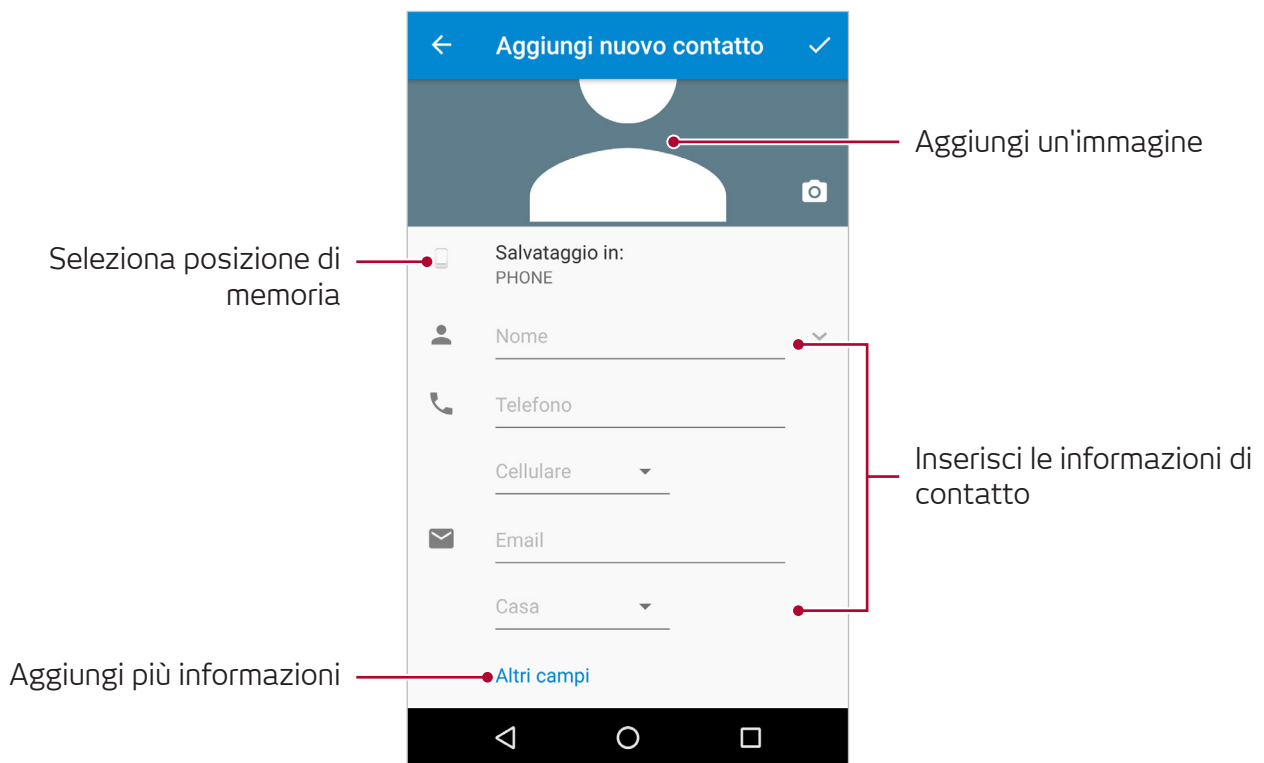 Aggiungi nuovo contatto
Aggiungi un'immagine
Seleziona posizione di
memoria
Salvataggio in:
PHONE
Nome
Telefono
Cellulare
Inserisci le informazioni di
contatto
Email
Casa
Aggiungi più informazioni
Altri campi